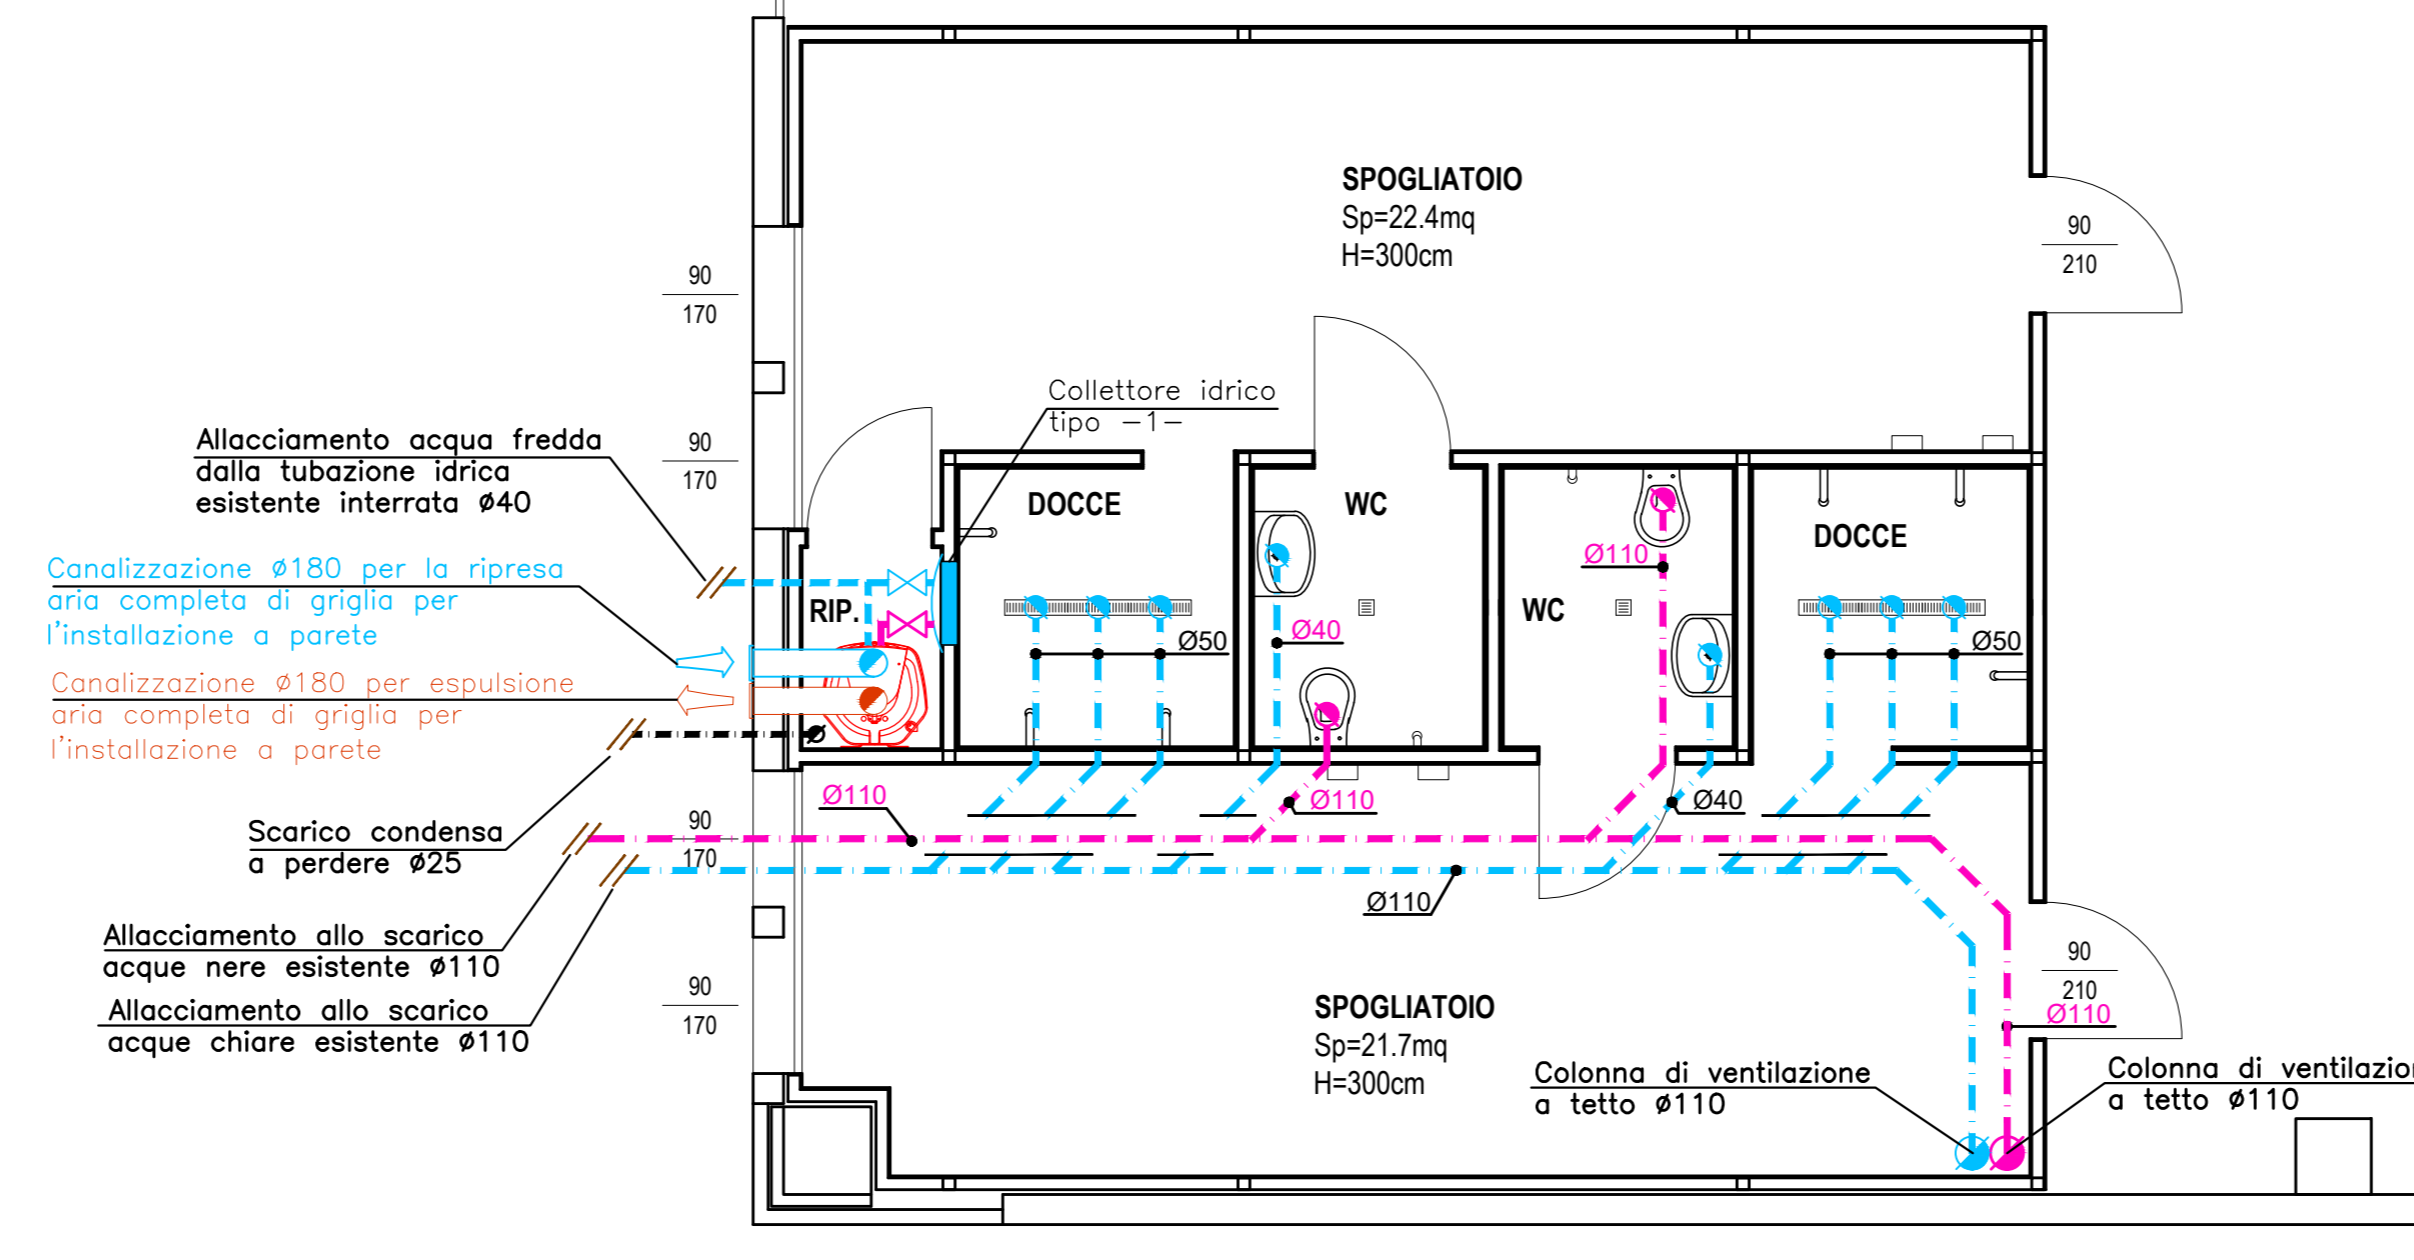 SPOGLIATOIO
Sp=22.4mq
H=300cm
90
210
90
170
Collettore idrico
tipo -1-
90
170
Allacciamento acqua fredda
dalla tubazione idrica
esistente interrata ø40
DOCCE
WC
DOCCE
Ø110
Canalizzazione ø180 per la ripresa
aria completa di griglia per
l'installazione a parete
RIP.
WC
Ø40
Ø50
Ø50
Canalizzazione ø180 per espulsione
aria completa di griglia per
l'installazione a parete
Ø110
Ø110
Ø40
Scarico condensa
a perdere ø25
90
170
Ø110
Allacciamento allo scarico
acque nere esistente ø110
90
210
Ø110
90
170
Allacciamento allo scarico
acque chiare esistente ø110
SPOGLIATOIO
Sp=21.7mq
H=300cm
Colonna di ventilazione
a tetto ø110
Colonna di ventilazio
a tetto ø110